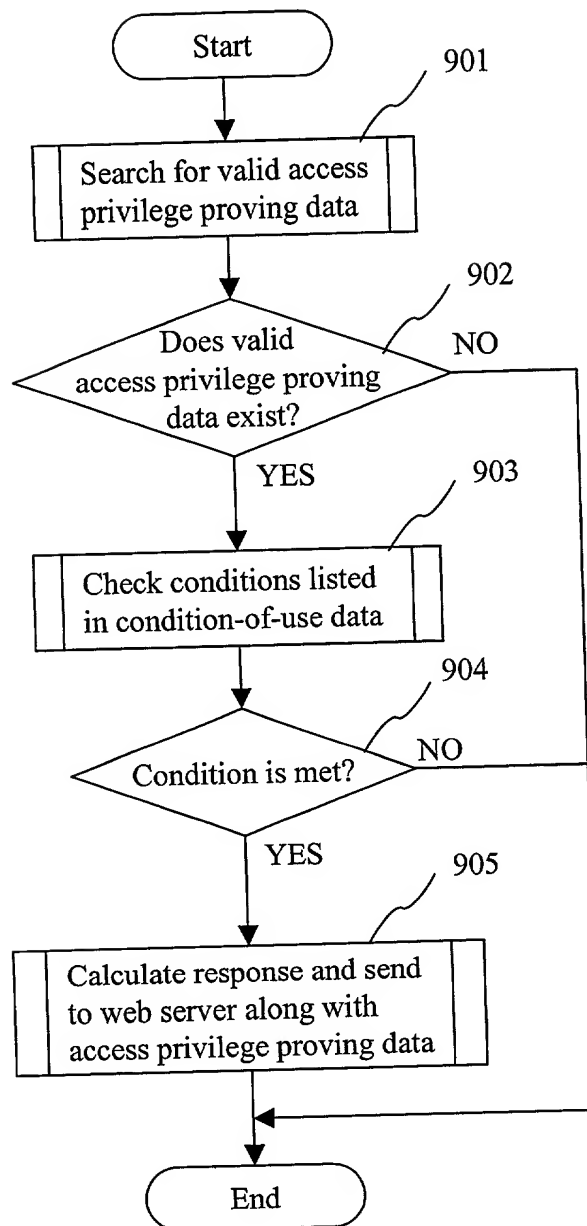 Start
901
Search for valid access
privilege proving data
902
Does valid
access privilege proving
data exist?
NO
YES
903
Check conditions listed
in condition-of-use data
904
Condition is met?
NO
YES
905
Calculate response and send
to web server along with
access privilege proving data
End